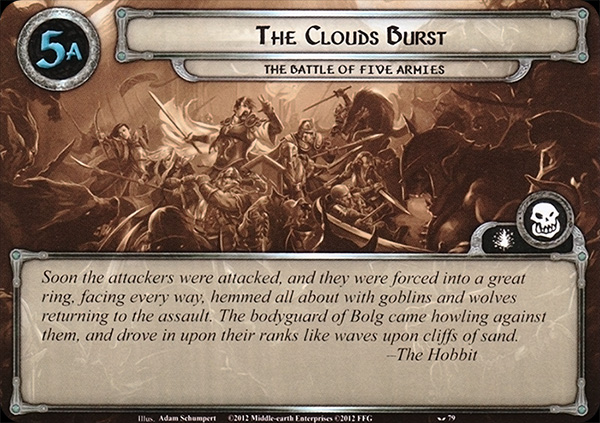 5A
The Clouds Burst
The Battle of Five Armies
Soon the attackers were attacked, and they were forced into a great
ring, facing every way, hemmed all about with goblins and wolves
returning to the assault. The bodyguard of Bolg came howling against
them, and drove in upon their ranks like waves upon cliffs of sand.
–The Hobbit
Illus. Adam Schumpert ©2012 Middle-earth Enterprises ©2012 FFG 79